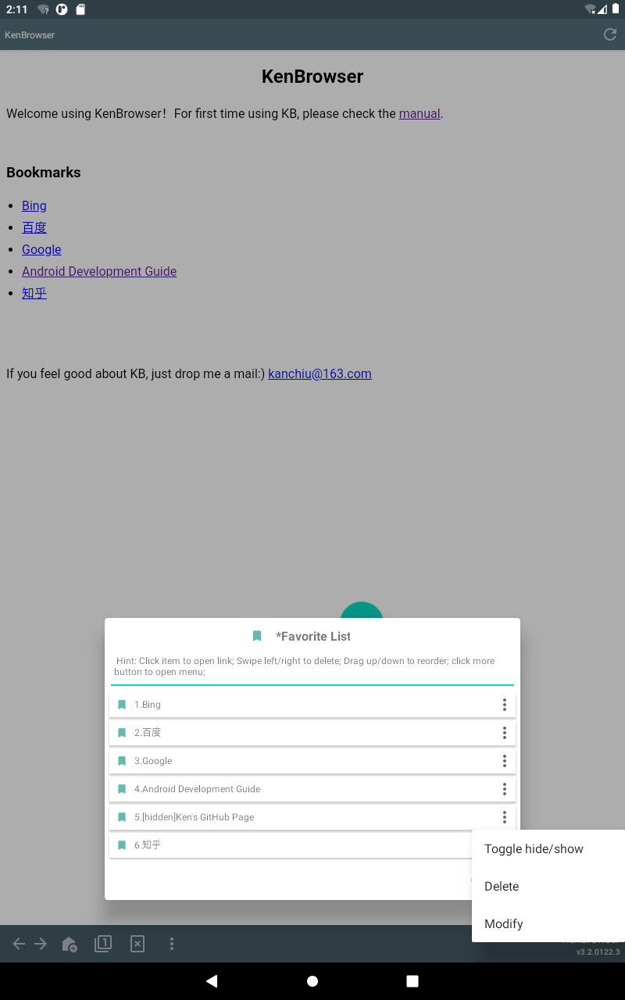 2:11
KenBrowser
KenBrowser
Welcome using KenBrowser！For first time using KB, please check the manual.
Bookmarks
Bing
百度
Google
Android Development Guide
知乎
If you feel good about KB, just drop me a mail:) kanchiu@163.com
*Favorite List
Hint: Click item to open link; Swipe left/right to delete; Drag up/down to reorder; click more
button to open menu;
1.Bing
2.百度
3.Google
4.Android Development Guide
5.[hidden]Ken's GitHub Page
6.知乎
Toggle hide/show
Delete
Modify
1
v3.2.0122.3